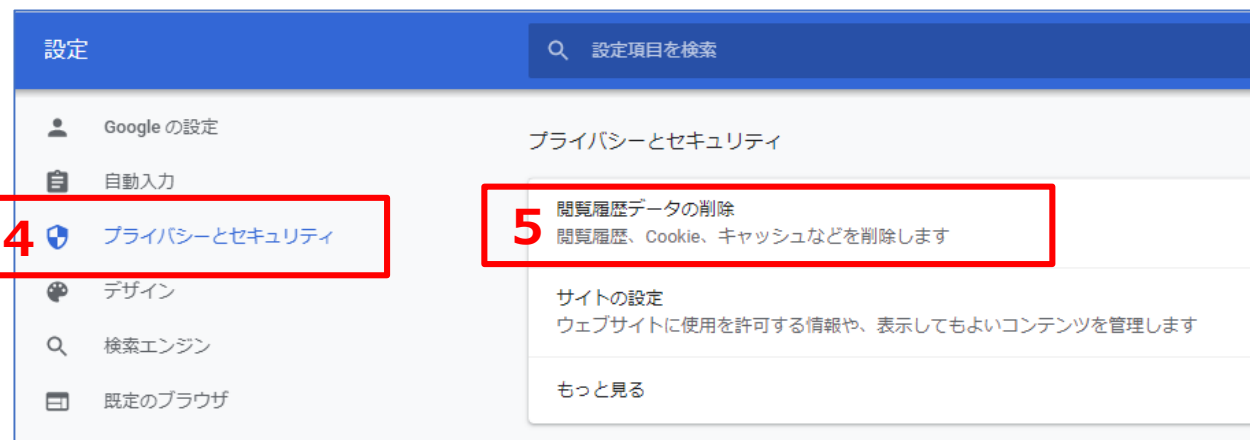 設定
設定項目を検索
Google の設定
自動入力
4 プライバシーとセキュリティ
デザイン
検索エンジン
既定のブラウザ
プライバシーとセキュリティ
5 閲覧履歴データの削除
閲覧履歴、Cookie、キャッシュなどを削除します
サイトの設定
ウェブサイトに使用を許可する情報や、表示してもよいコンテンツを管理します
もっと見る